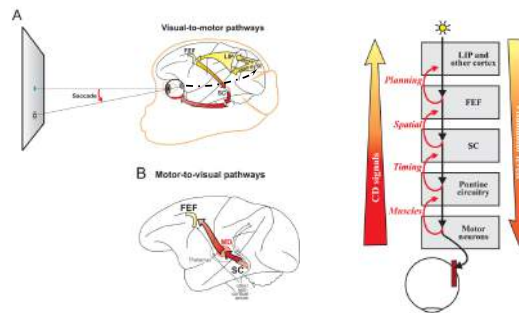 A
Visual-to-motor pathways
FEF
LIP
Saccade
SC
B
Motor-to-visual pathways
FEF
MD
Thalamus
SC
CD signals
Planning
Spatial
Timing
Muscles
LIP and
other cortex
FEF
SC
Pontine
circuitry
Motor
neurons